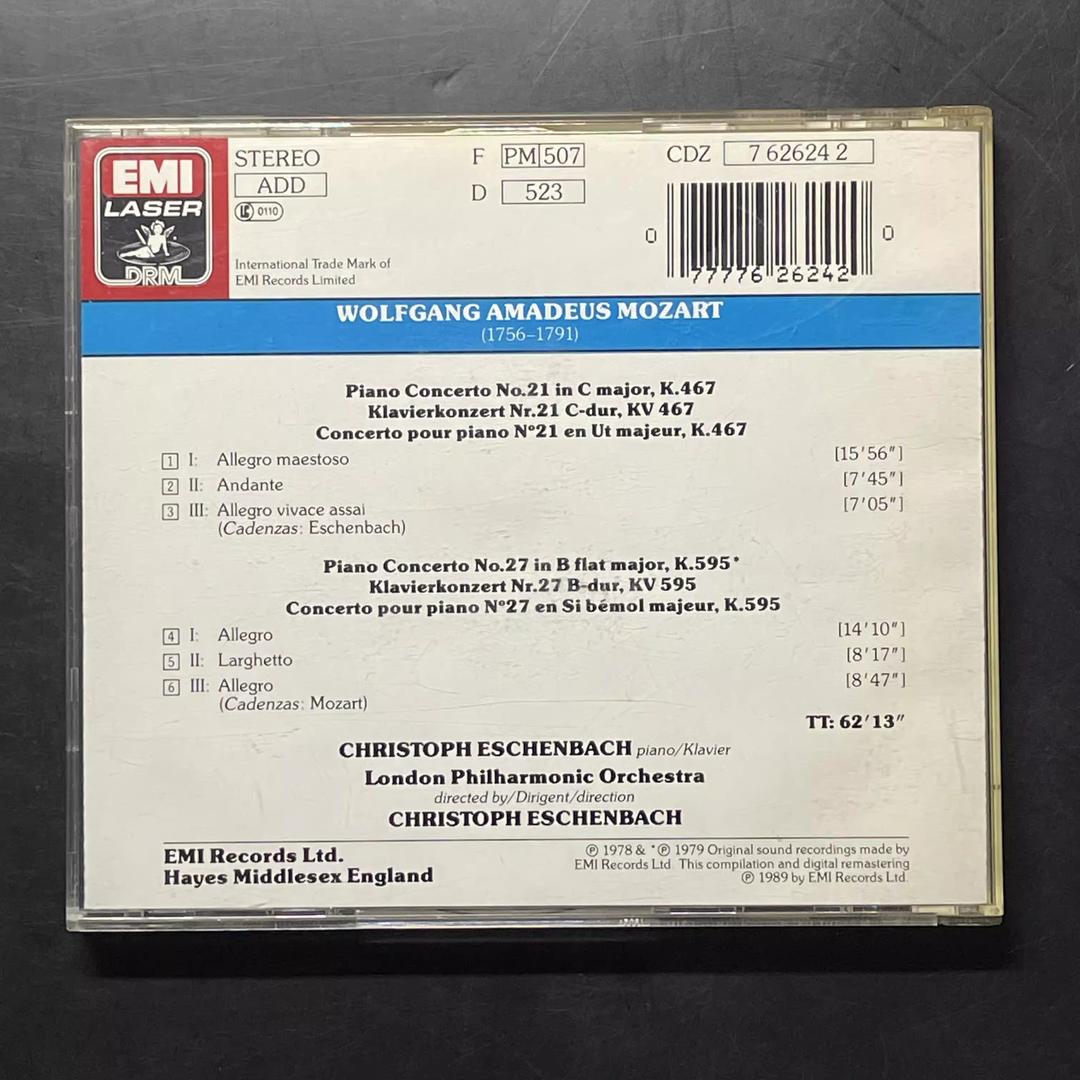 EMI
LASER
DRM
STEREO
ADD
LC 0110
International Trade Mark of
EMI Records Limited
F PM 507
D 523
CDZ 7 62624 2
0 77776 26242 0
WOLFGANG AMADEUS MOZART
(1756–1791)
Piano Concerto No.21 in C major, K.467
Klavierkonzert Nr.21 C-dur, KV 467
Concerto pour piano Nº21 en Ut majeur, K.467
1 I: Allegro maestoso [15′56″]
2 II: Andante [7′45″]
3 III: Allegro vivace assai [7′05″]
(Cadenzas: Eschenbach)
Piano Concerto No.27 in B flat major, K.595*
Klavierkonzert Nr.27 B-dur, KV 595
Concerto pour piano Nº27 en Si bémol majeur, K.595
4 I: Allegro [14′10″]
5 II: Larghetto [8′17″]
6 III: Allegro [8′47″]
(Cadenzas: Mozart)
TT: 62′13″
CHRISTOPH ESCHENBACH piano/Klavier
London Philharmonic Orchestra
directed by/Dirigent/direction
CHRISTOPH ESCHENBACH
EMI Records Ltd.
Hayes Middlesex England
℗ 1978 & *℗ 1979 Original sound recordings made by
EMI Records Ltd. This compilation and digital remastering
℗ 1989 by EMI Records Ltd.